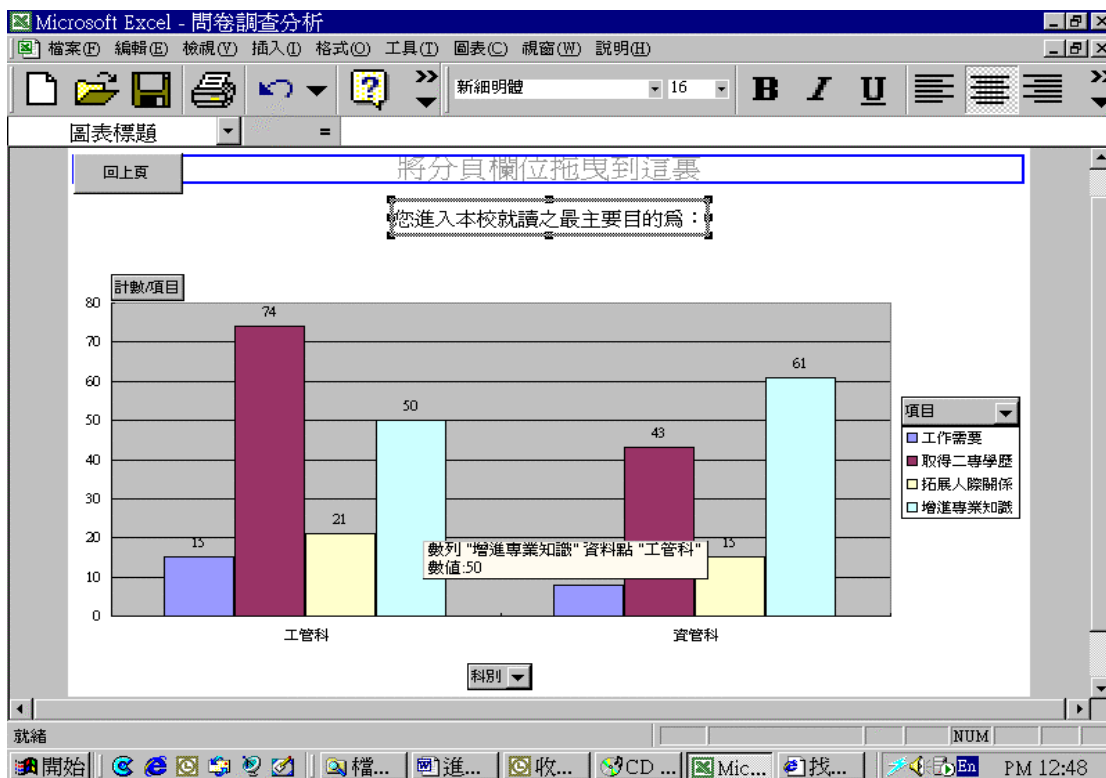 Microsoft Excel - 問卷調查分析
檔案(F) 編輯(E) 檢視(V) 插入(I) 格式(O) 工具(T) 圖表(C) 視窗(W) 說明(H)
新細明體 16 B I U
圖表標題 =
回上頁 將分頁欄位拖曳到這裏
您進入本校就讀之最主要目的為：
計數/項目
80
70
60
50
40
30
20
10
0
15
74
21
50
43
15
61
數列 "增進專業知識" 資料點 "工管科"
數值:50
工管科 資管科
科別
項目
工作需要
取得二專學歷
拓展人際關係
增進專業知識
就緒 NUM
開始 檔... 進... 收... CD ... Mic... 找... En PM 12:48